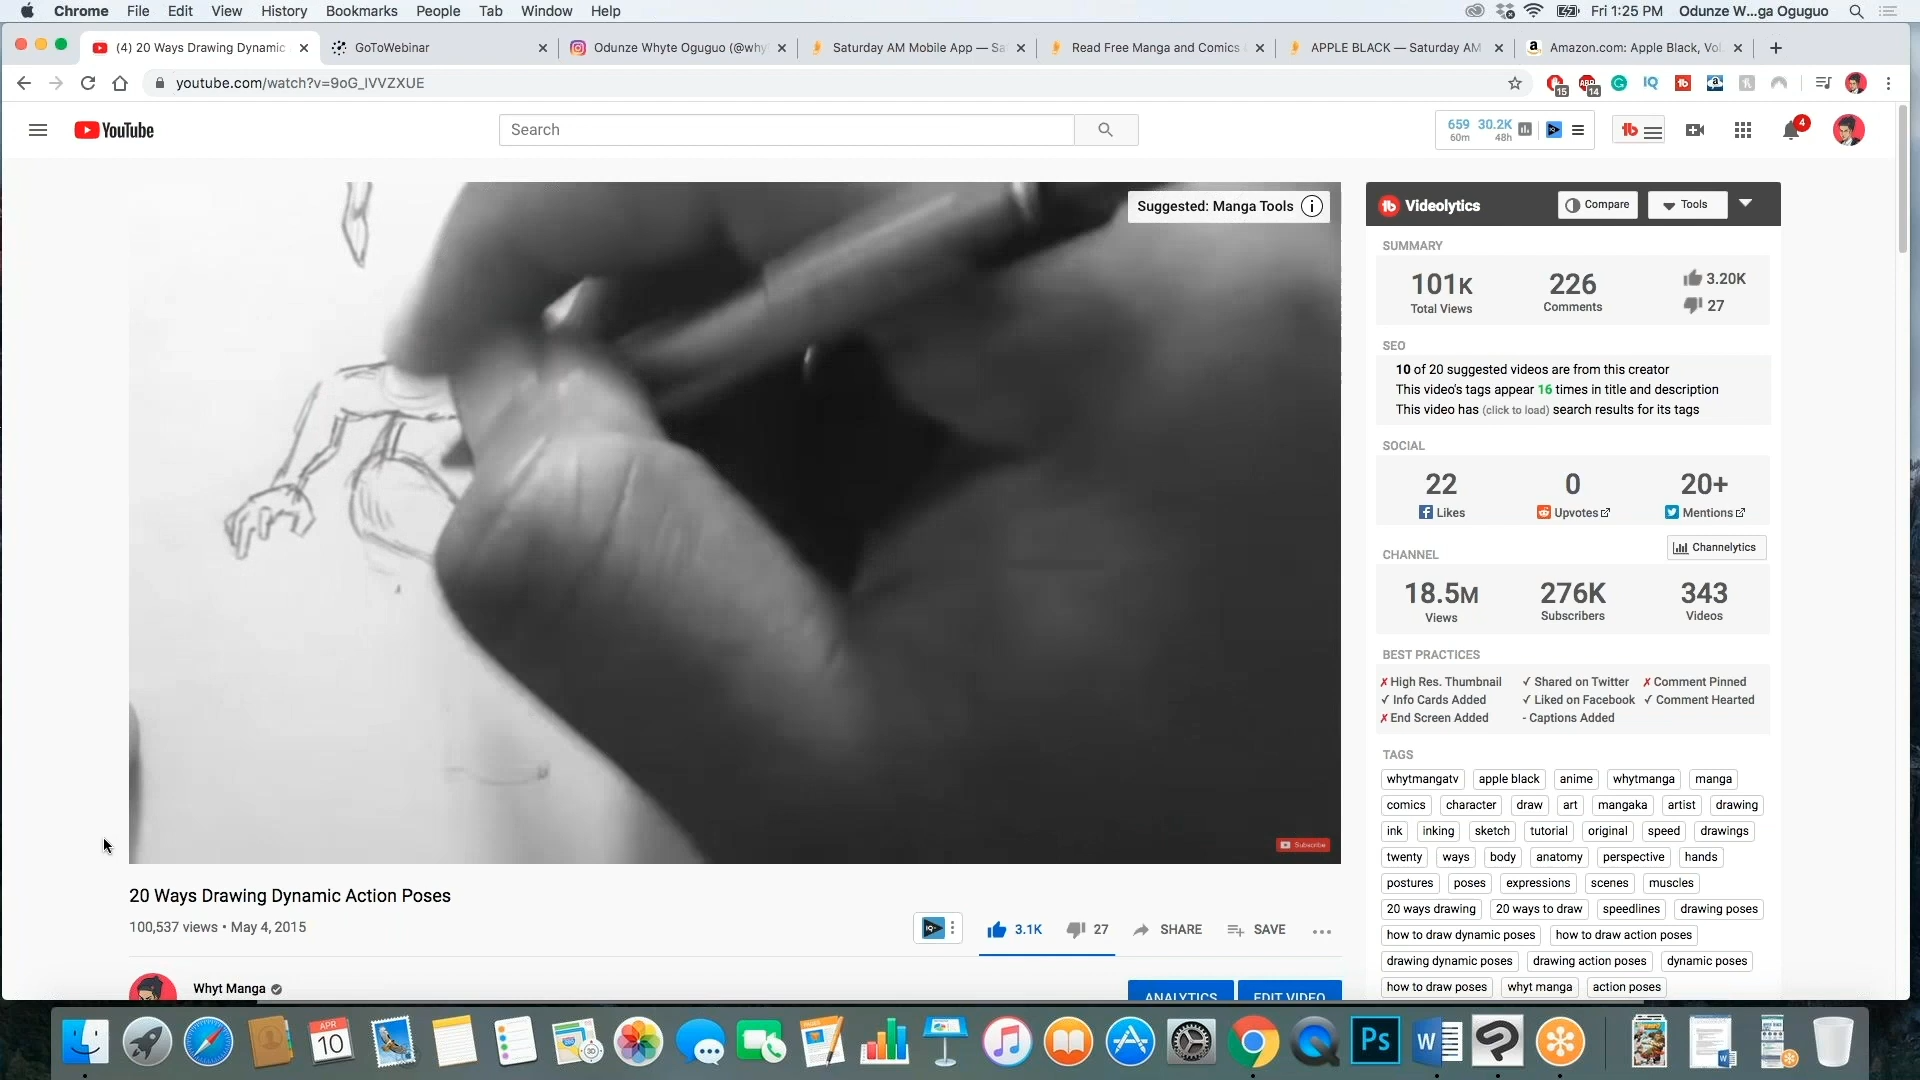 Chrome File Edit View History Bookmarks People Tab Window Help Fri 1:25 PM Odunze W...ga Oguguo
(4) 20 Ways Drawing Dynamic GoToWebinar Odunze Whyte Oguguo (@why Saturday AM Mobile App — Sa Read Free Manga and Comics APPLE BLACK — Saturday AM Amazon.com: Apple Black, Vol.
youtube.com/watch?v=9oG_IVVZXUE 15 ABP 14 IQ
YouTube Search 659 30.2K 4
60m 48h
Suggested: Manga Tools
Videolytics Compare Tools
SUMMARY
101K 226 3.20K
Total Views Comments 27
SEO
10 of 20 suggested videos are from this creator
This video's tags appear 16 times in title and description
This video has (click to load) search results for its tags
SOCIAL
22 0 20+
Likes Upvotes Mentions
CHANNEL Channelytics
18.5M 276K 343
Views Subscribers Videos
BEST PRACTICES
✗ High Res. Thumbnail ✓ Shared on Twitter ✗ Comment Pinned
✓ Info Cards Added ✓ Liked on Facebook ✓ Comment Hearted
✗ End Screen Added - Captions Added
TAGS
whytmangatv apple black anime whytmanga manga
comics character draw art mangaka artist drawing
ink inking sketch tutorial original speed drawings
twenty ways body anatomy perspective hands
postures poses expressions scenes muscles
20 ways drawing 20 ways to draw speedlines drawing poses
how to draw dynamic poses how to draw action poses
drawing dynamic poses drawing action poses dynamic poses
how to draw poses whyt manga action poses
Subscribe
20 Ways Drawing Dynamic Action Poses
100,537 views • May 4, 2015 IQ 3.1K 27 SHARE SAVE
Whyt Manga
ANALYTICS EDIT VIDEO
APR
10
3D
PAGES
Ps
W